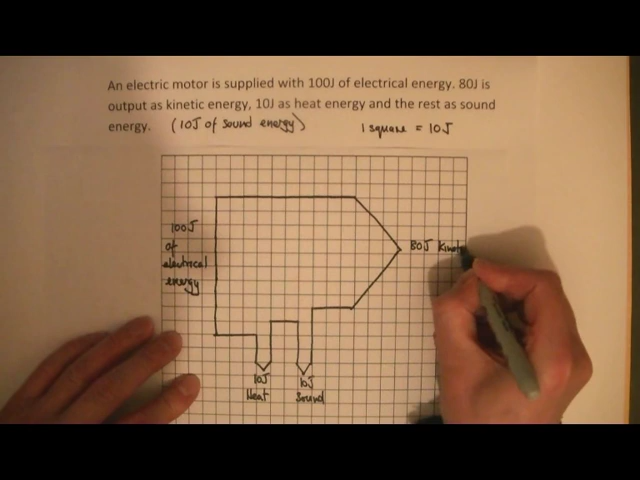 An electric motor is supplied with 100J of electrical energy. 80J is
output as kinetic energy, 10J as heat energy and the rest as sound
energy. (10J of sound energy) 1 square = 10J
100J
of
electrical
energy
80J Kinet
10J
Heat
10J
Sound